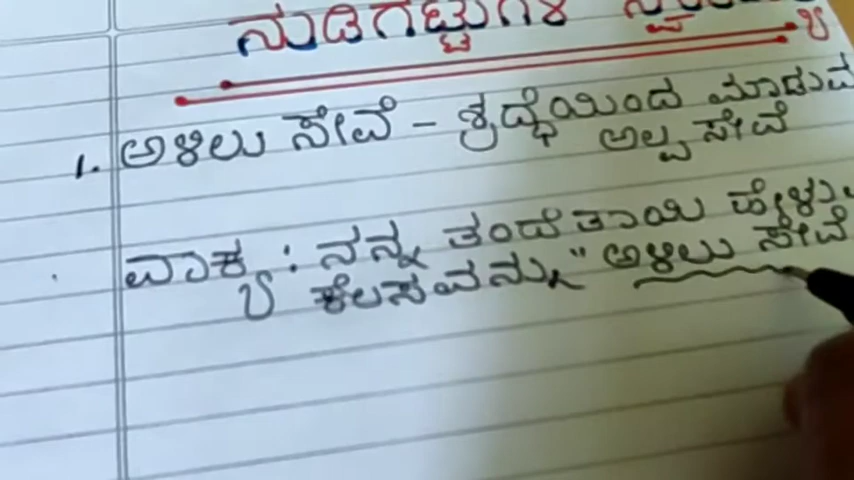 ನುಡಿಗಟ್ಟುಗಳ
1. ಅಳಿಲು ಸೇವೆ - ಶ್ರದ್ಧೆಯಿಂದ ಮಾಡುವ
ಅಲ್ಪ ಸೇವೆ
ವಾಕ್ಯ : ನನ್ನ ತಂದೆ ತಾಯಿ ಹೇಳು
ಕೆಲಸವನ್ನು " ಅಳಿಲು ಸೇವೆ